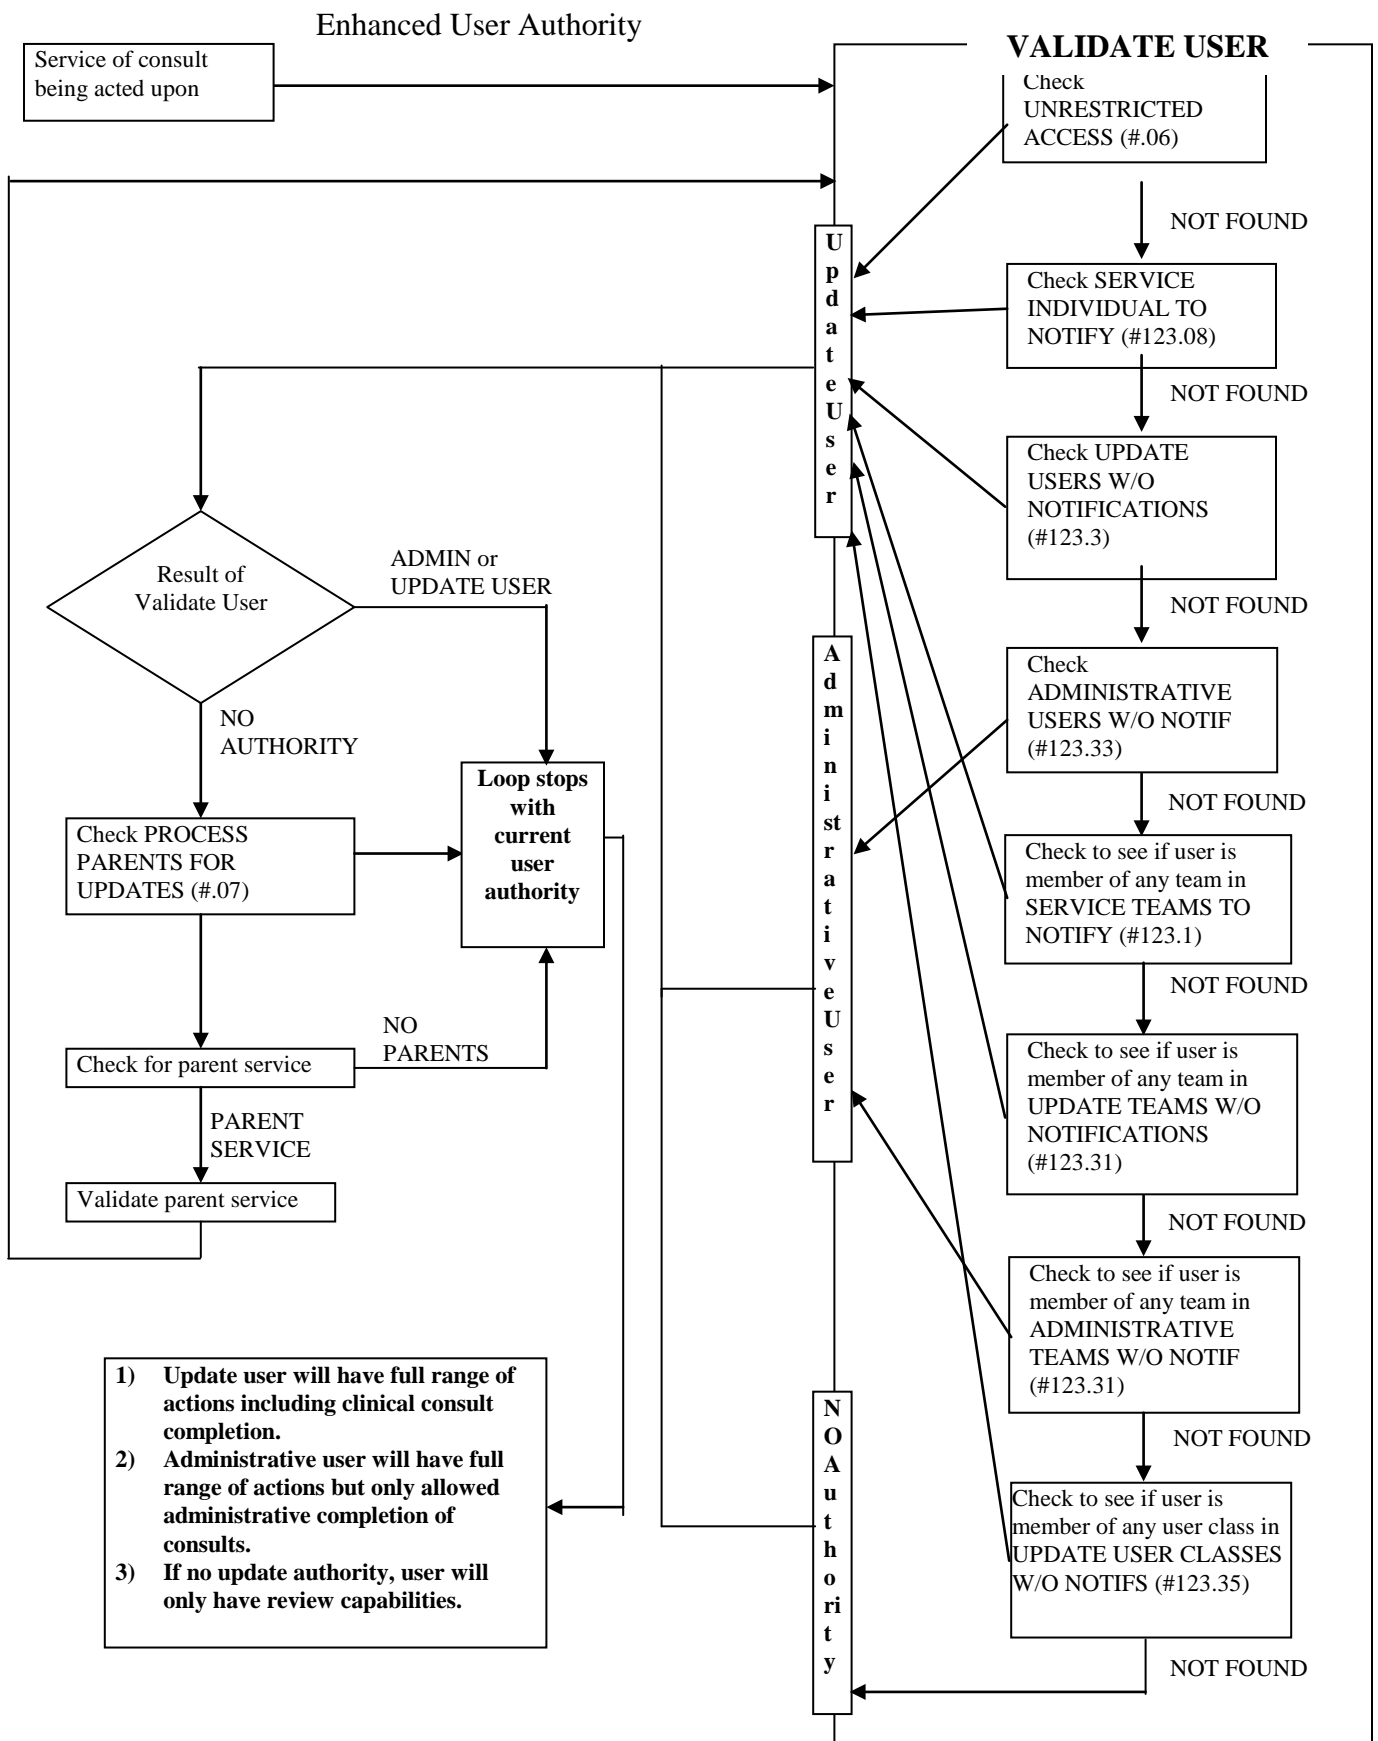 Enhanced User Authority
VALIDATE USER
Service of consult
being acted upon
Check
UNRESTRICTED
ACCESS (#.06)
NOT FOUND
Check SERVICE
INDIVIDUAL TO
NOTIFY (#123.08)
NOT FOUND
Check UPDATE
USERS W/O
NOTIFICATIONS
(#123.3)
NOT FOUND
Check
ADMINISTRATIVE
USERS W/O NOTIF
(#123.33)
NOT FOUND
Check to see if user is
member of any team in
SERVICE TEAMS TO
NOTIFY (#123.1)
NOT FOUND
Check to see if user is
member of any team in
UPDATE TEAMS W/O
NOTIFICATIONS
(#123.31)
NOT FOUND
Check to see if user is
member of any team in
ADMINISTRATIVE
TEAMS W/O NOTIF
(#123.31)
NOT FOUND
Check to see if user is
member of any user class in
UPDATE USER CLASSES
W/O NOTIFS (#123.35)
NOT FOUND
U
p
d
a
t
e
U
s
e
r
A
d
m
i
n
i
st
r
a
t
i
v
e
U
s
e
r
N
O
A
u
t
h
o
ri
t
y
Result of
Validate User
ADMIN or
UPDATE USER
NO
AUTHORITY
Check PROCESS
PARENTS FOR
UPDATES (#.07)
Loop stops
with
current
user
authority
Check for parent service
NO
PARENTS
PARENT
SERVICE
Validate parent service
1) Update user will have full range of
actions including clinical consult
completion.
2) Administrative user will have full
range of actions but only allowed
administrative completion of
consults.
3) If no update authority, user will
only have review capabilities.